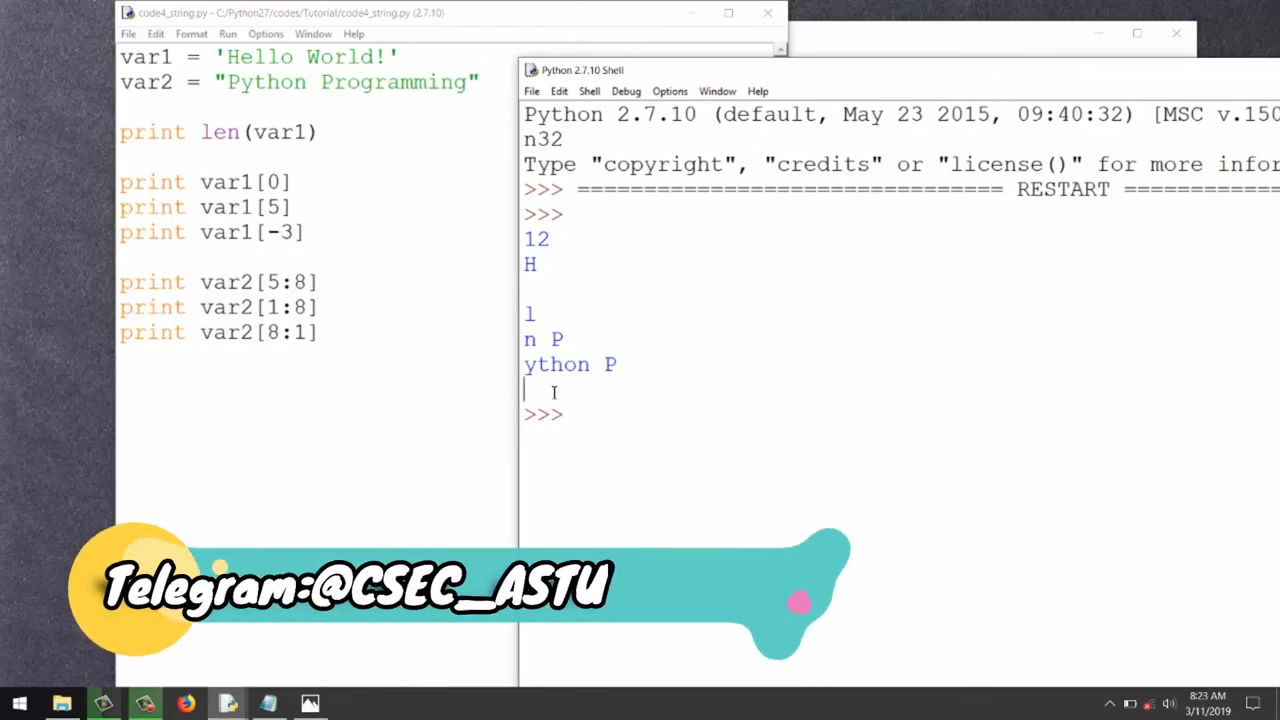 code4_string.py - C:/Python27/codes/Tutorial/code4_string.py (2.7.10)
File Edit Format Run Options Window Help
var1 = 'Hello World!'
var2 = "Python Programming"
print len(var1)
print var1[0]
print var1[5]
print var1[-3]
print var2[5:8]
print var2[1:8]
print var2[8:1]
Python 2.7.10 Shell
File Edit Shell Debug Options Window Help
Python 2.7.10 (default, May 23 2015, 09:40:32) [MSC v.150
n32
Type "copyright", "credits" or "license()" for more infor
>>> ================================ RESTART ============
>>>
12
H
l
n P
ython P
>>>
Telegram:@CSEC_ASTU
8:23 AM
3/11/2019